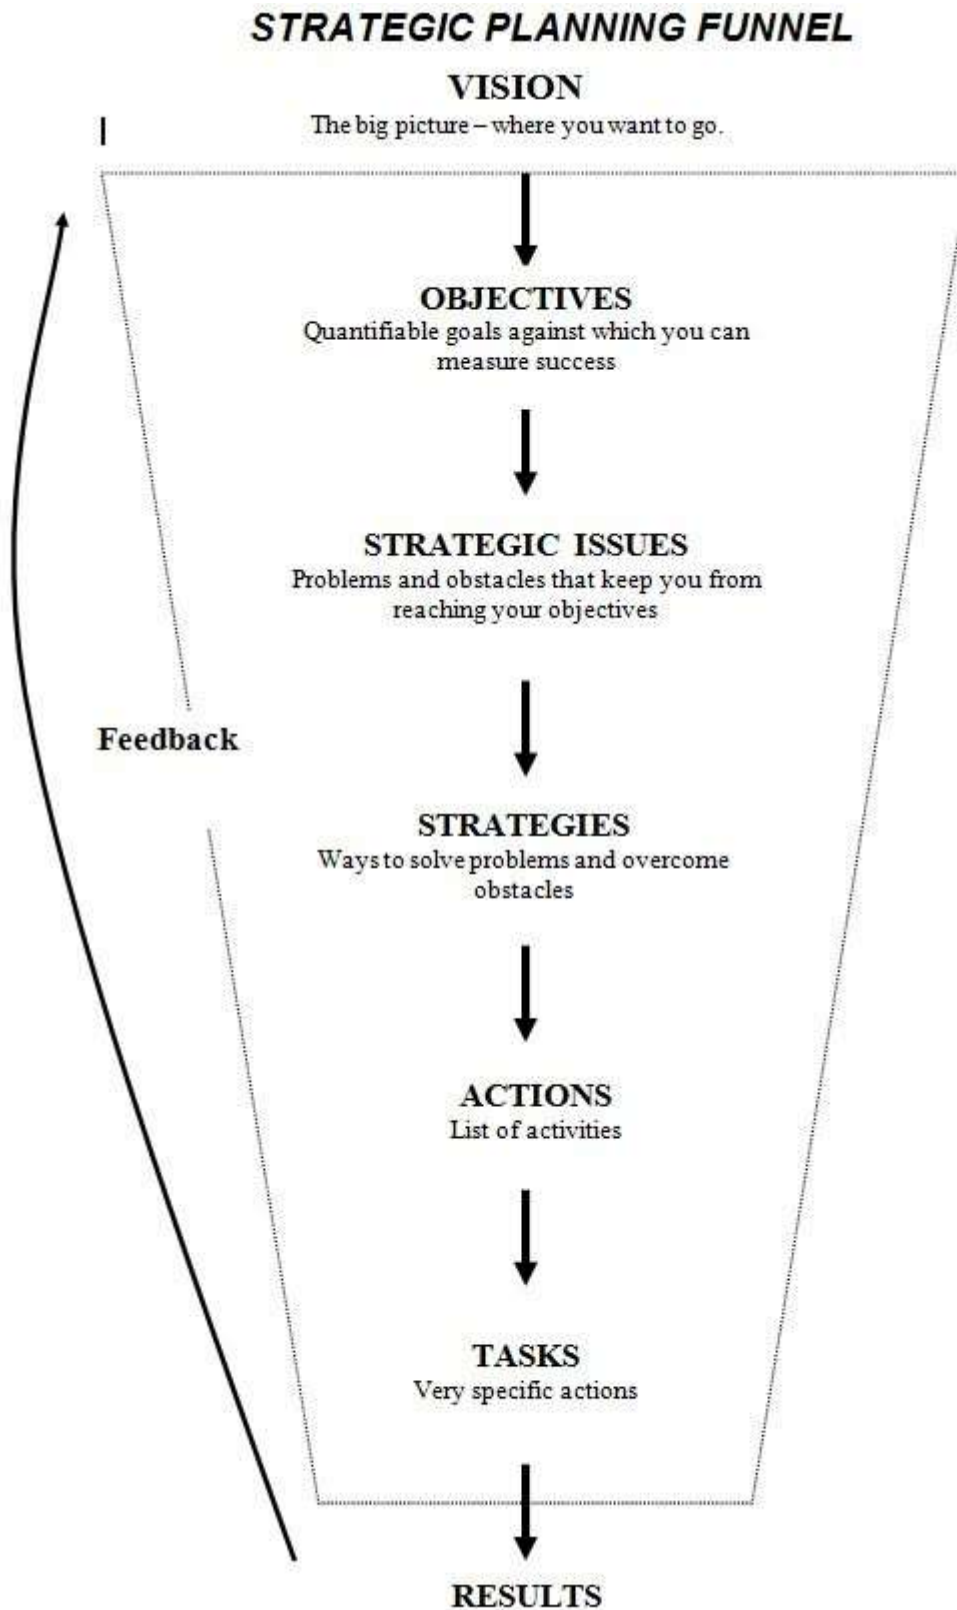 STRATEGIC PLANNING FUNNEL
VISION
The big picture – where you want to go.
OBJECTIVES
Quantifiable goals against which you can
measure success
STRATEGIC ISSUES
Problems and obstacles that keep you from
reaching your objectives
Feedback
STRATEGIES
Ways to solve problems and overcome
obstacles
ACTIONS
List of activities
TASKS
Very specific actions
RESULTS